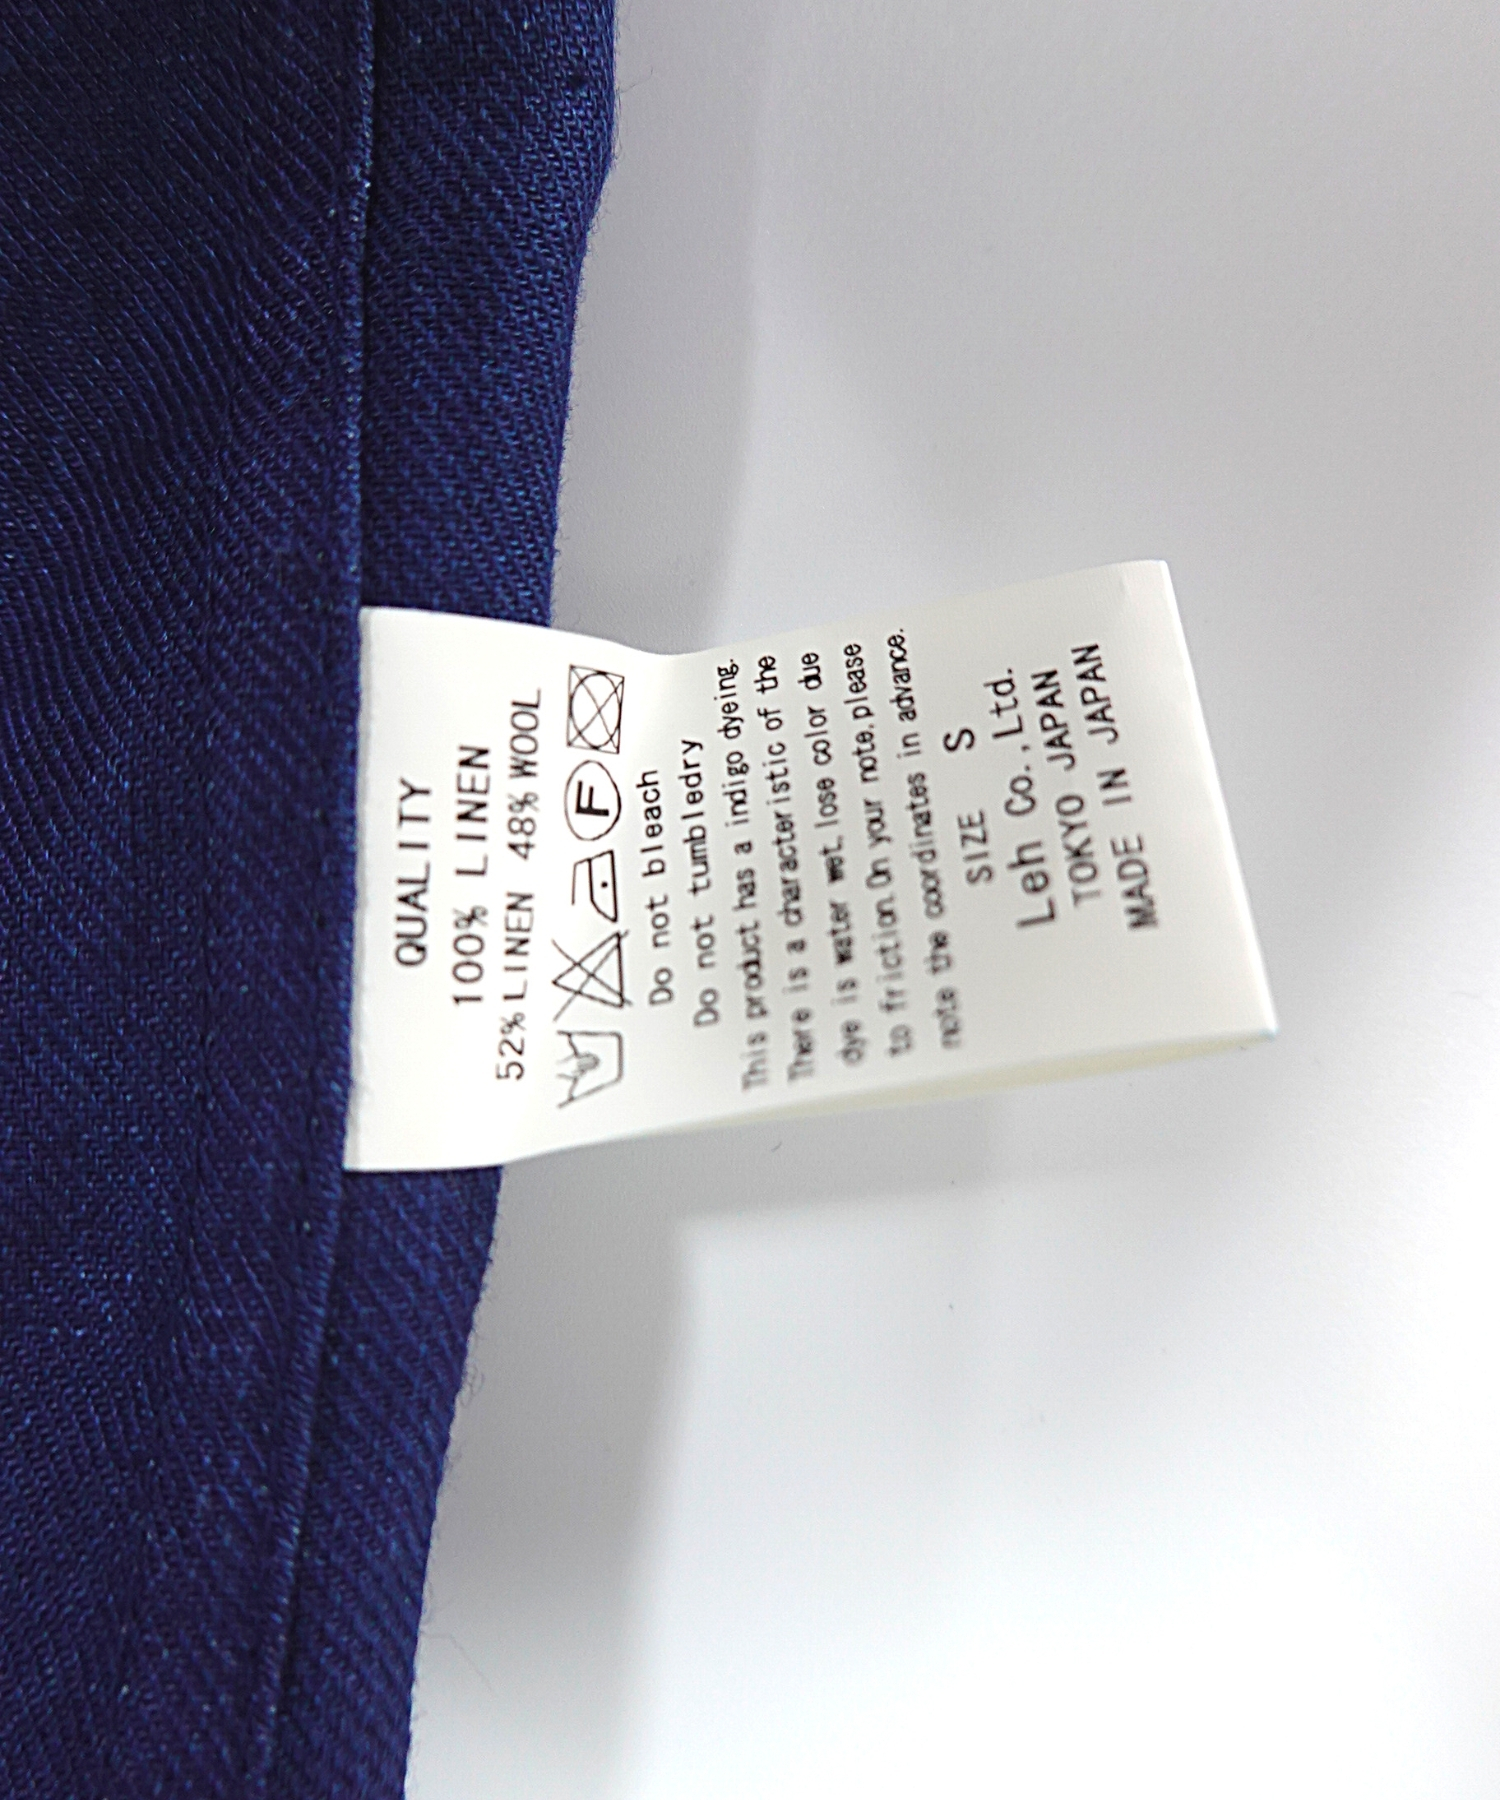 QUALITY
100% LINEN
52% LINEN 48% WOOL
F
Do not bleach
Do not tumbledry
This product has a indigo dyeing.
There is a characteristic of the
dye is water wet, lose color due
to friction.On your note,please
note the coordinates in advance.
SIZE S
Leh Co.,Ltd.
TOKYO JAPAN
MADE IN JAPAN